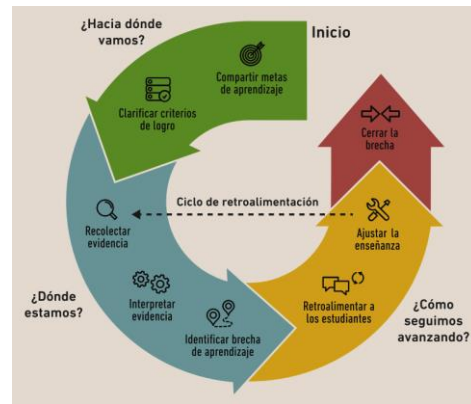 ¿Hacia dónde
vamos?
Inicio
Compartir metas
de aprendizaje
Clarificar criterios
de logro
Cerrar la
brecha
Ciclo de retroalimentación
Recolectar
evidencia
Ajustar la
enseñanza
Interpretar
evidencia
Retroalimentar a
los estudiantes
¿Dónde
estamos?
Identificar brecha
de aprendizaje
¿Cómo
seguimos
avanzando?